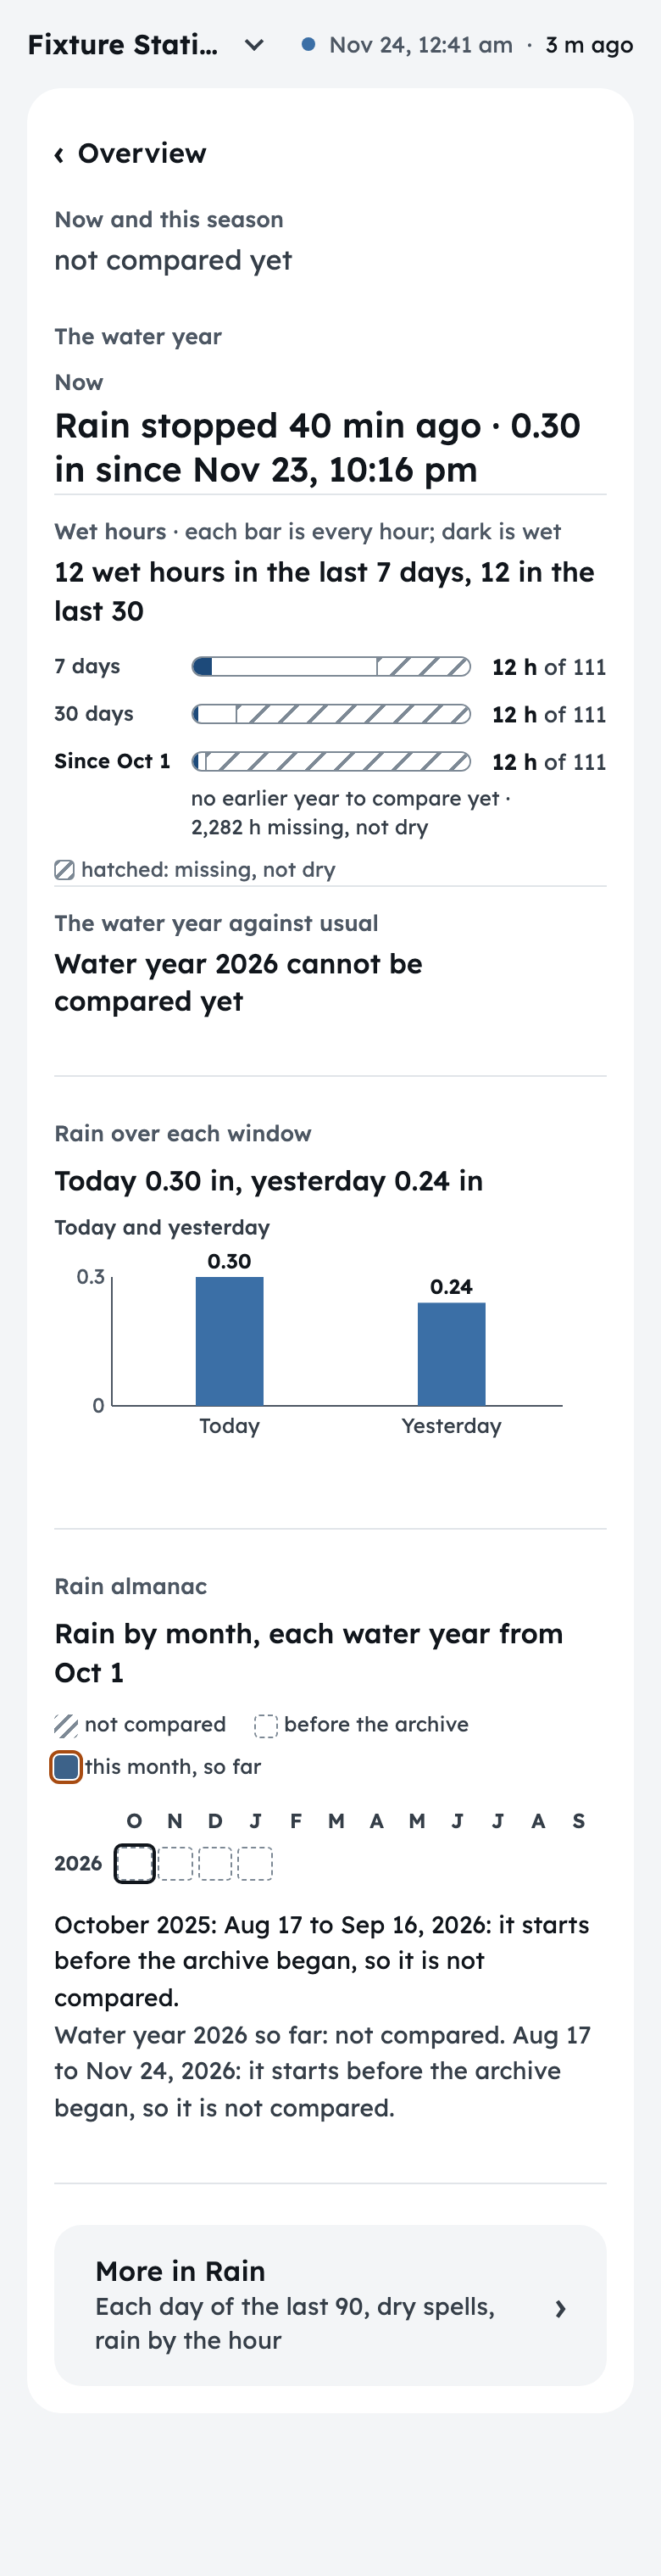 Fixture Stati... Nov 24, 12:41 am · 3 m ago
‹ Overview
Now and this season
not compared yet
The water year
Now
Rain stopped 40 min ago · 0.30
in since Nov 23, 10:16 pm
Wet hours · each bar is every hour; dark is wet
12 wet hours in the last 7 days, 12 in the
last 30
7 days 12 h of 111
30 days 12 h of 111
Since Oct 1 12 h of 111
no earlier year to compare yet ·
2,282 h missing, not dry
hatched: missing, not dry
The water year against usual
Water year 2026 cannot be
compared yet
Rain over each window
Today 0.30 in, yesterday 0.24 in
Today and yesterday
0.30
0.3
0.24
0
Today Yesterday
Rain almanac
Rain by month, each water year from
Oct 1
not compared before the archive
this month, so far
O N D J F M A M J J A S
2026
October 2025: Aug 17 to Sep 16, 2026: it starts
before the archive began, so it is not
compared.
Water year 2026 so far: not compared. Aug 17
to Nov 24, 2026: it starts before the archive
began, so it is not compared.
More in Rain
Each day of the last 90, dry spells,
rain by the hour
›